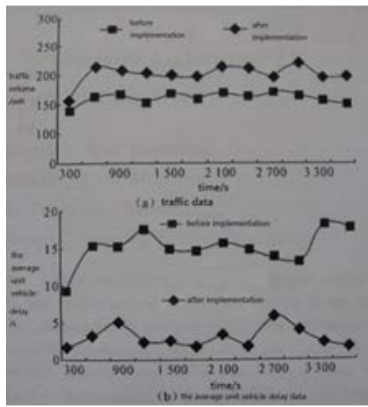 300
250
200
150
100
50
0
traffic
volume
/veh
before
implementation
after
implementation
300 900 1 500 2 100 2 700 3 300
time/s
(a) traffic data
20
15
10
5
0
the
average
unit
vehicle
delay
/s
before implementation
after implementation
300 900 1 500 2 100 2 700 3 300
time/s
(b) the average unit vehicle delay data